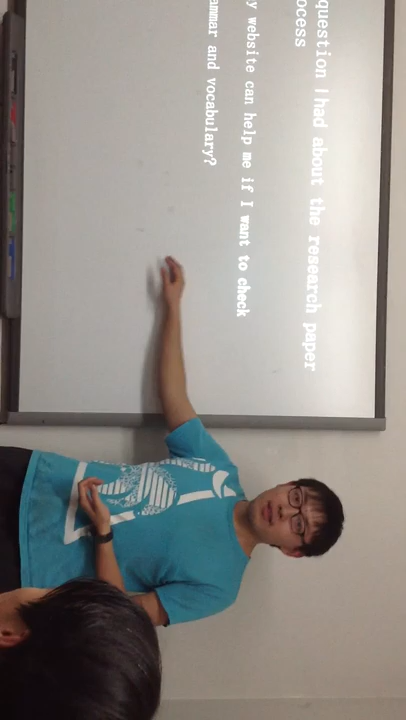 question I had about the research paper
ocess
website can help me if I want to check
ammar and vocabulary?